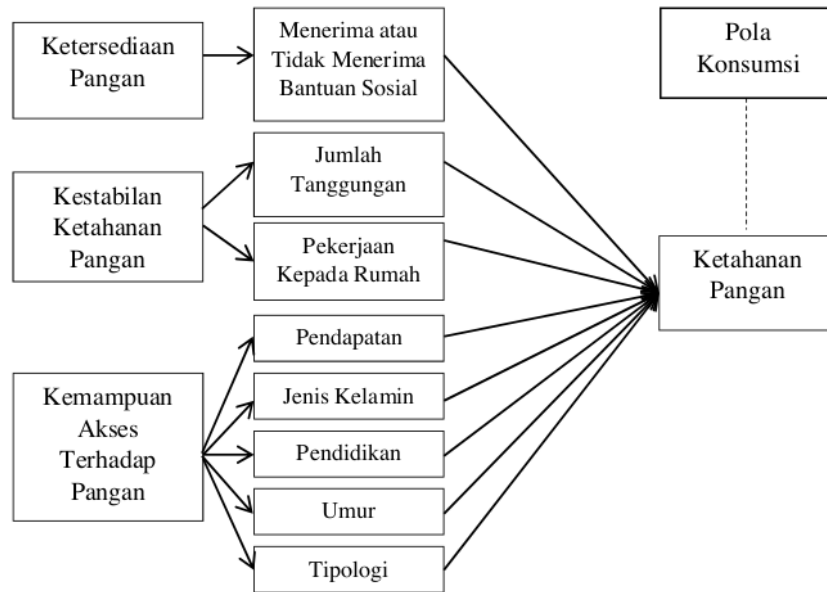 Ketersediaan
Pangan
Menerima atau
Tidak Menerima
Bantuan Sosial
Pola
Konsumsi
Kestabilan
Ketahanan
Pangan
Jumlah
Tanggungan
Pekerjaan
Kepada Rumah
Ketahanan
Pangan
Kemampuan
Akses
Terhadap
Pangan
Pendapatan
Jenis Kelamin
Pendidikan
Umur
Tipologi